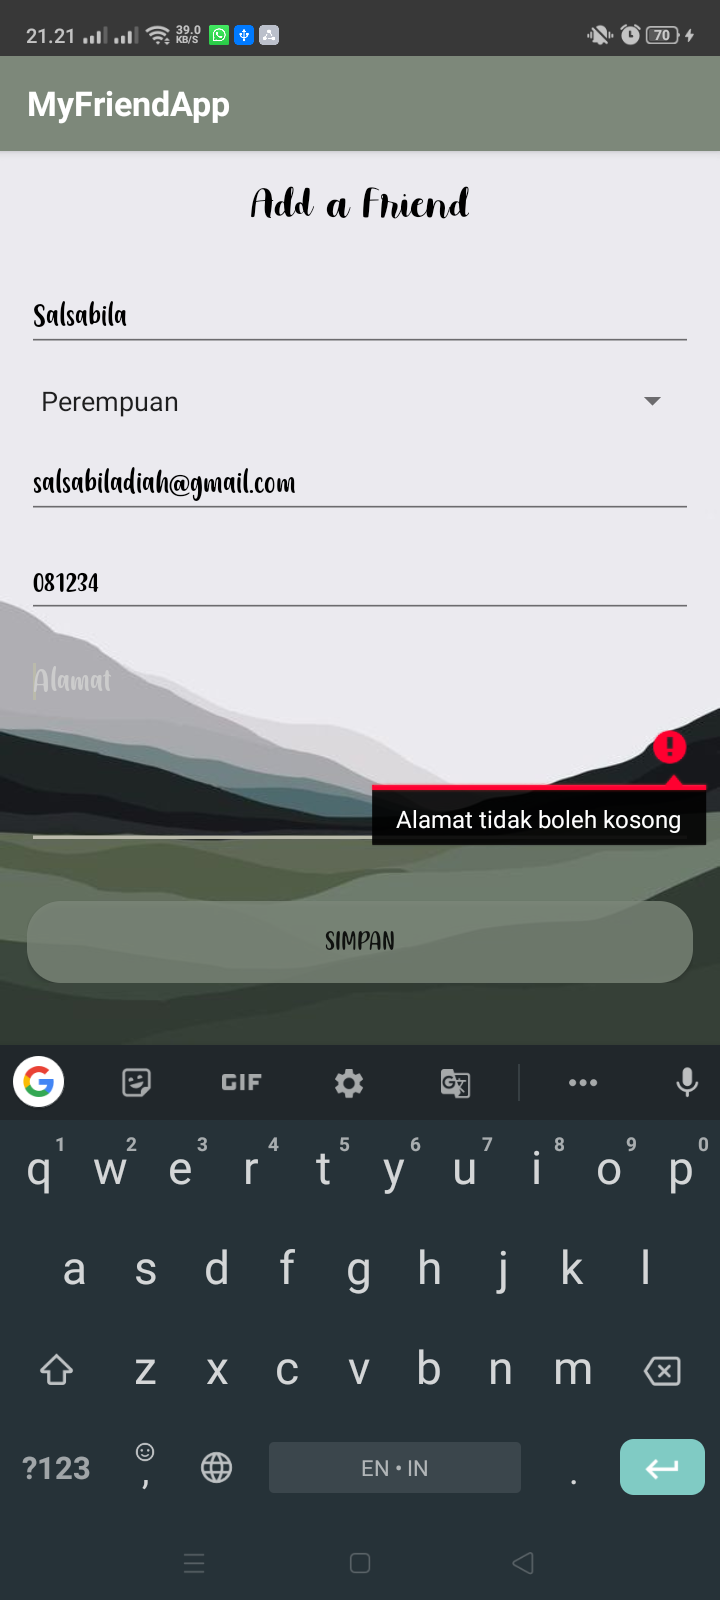 21.21 39.0 KB/S 70
MyFriendApp
Add a Friend
Salsabila
Perempuan
salsabiladiah@gmail.com
081234
Alamat
Alamat tidak boleh kosong
SIMPAN
G GIF G
1 2 3 4 5 6 7 8 9 0
q w e r t y u i o p
a s d f g h j k l
z x c v b n m
?123 , EN • IN .